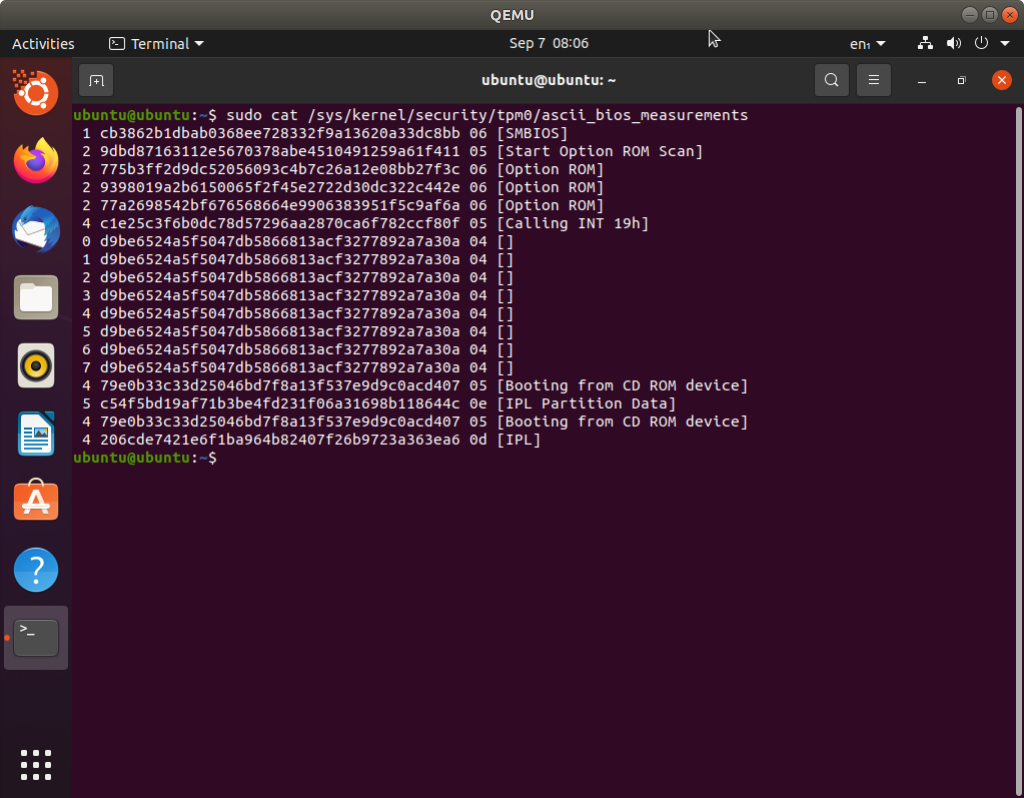 QEMU
Activities
Terminal
Sep 7 08:06
en₁
ubuntu@ubuntu: ~
ubuntu@ubuntu:~$ sudo cat /sys/kernel/security/tpm0/ascii_bios_measurements
1 cb3862b1dbab0368ee728332f9a13620a33dc8bb 06 [SMBIOS]
2 9dbd87163112e5670378abe4510491259a61f411 05 [Start Option ROM Scan]
2 775b3ff2d9dc52056093c4b7c26a12e08bb27f3c 06 [Option ROM]
2 9398019a2b6150065f2f45e2722d30dc322c442e 06 [Option ROM]
2 77a2698542bf676568664e9906383951f5c9af6a 06 [Option ROM]
4 c1e25c3f6b0dc78d57296aa2870ca6f782ccf80f 05 [Calling INT 19h]
0 d9be6524a5f5047db5866813acf3277892a7a30a 04 []
1 d9be6524a5f5047db5866813acf3277892a7a30a 04 []
2 d9be6524a5f5047db5866813acf3277892a7a30a 04 []
3 d9be6524a5f5047db5866813acf3277892a7a30a 04 []
4 d9be6524a5f5047db5866813acf3277892a7a30a 04 []
5 d9be6524a5f5047db5866813acf3277892a7a30a 04 []
6 d9be6524a5f5047db5866813acf3277892a7a30a 04 []
7 d9be6524a5f5047db5866813acf3277892a7a30a 04 []
4 79e0b33c33d25046bd7f8a13f537e9d9c0acd407 05 [Booting from CD ROM device]
5 c54f5bd19af71b3be4fd231f06a31698b118644c 0e [IPL Partition Data]
4 79e0b33c33d25046bd7f8a13f537e9d9c0acd407 05 [Booting from CD ROM device]
4 206cde7421e6f1ba964b82407f26b9723a363ea6 0d [IPL]
ubuntu@ubuntu:~$